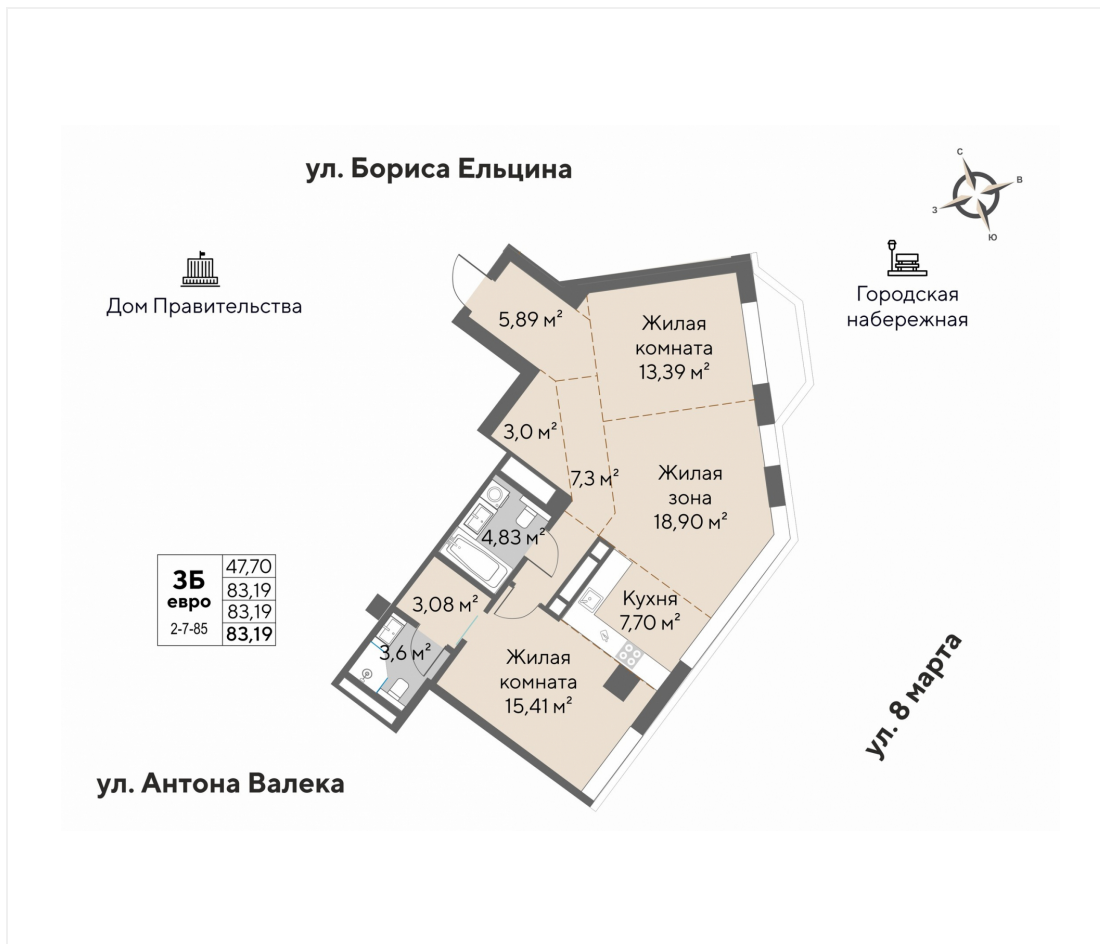 ул. Бориса Ельцина
С
В
З
Ю
Дом Правительства
Городская
набережная
5,89 м²
Жилая
комната
13,39 м²
3,0 м²
7,3 м²
Жилая
зона
18,90 м²
4,83 м²
3Б
евро
2-7-85
47,70
83,19
83,19
83,19
3,08 м²
Кухня
7,70 м²
3,6 м²
Жилая
комната
15,41 м²
ул. 8 марта
ул. Антона Валека